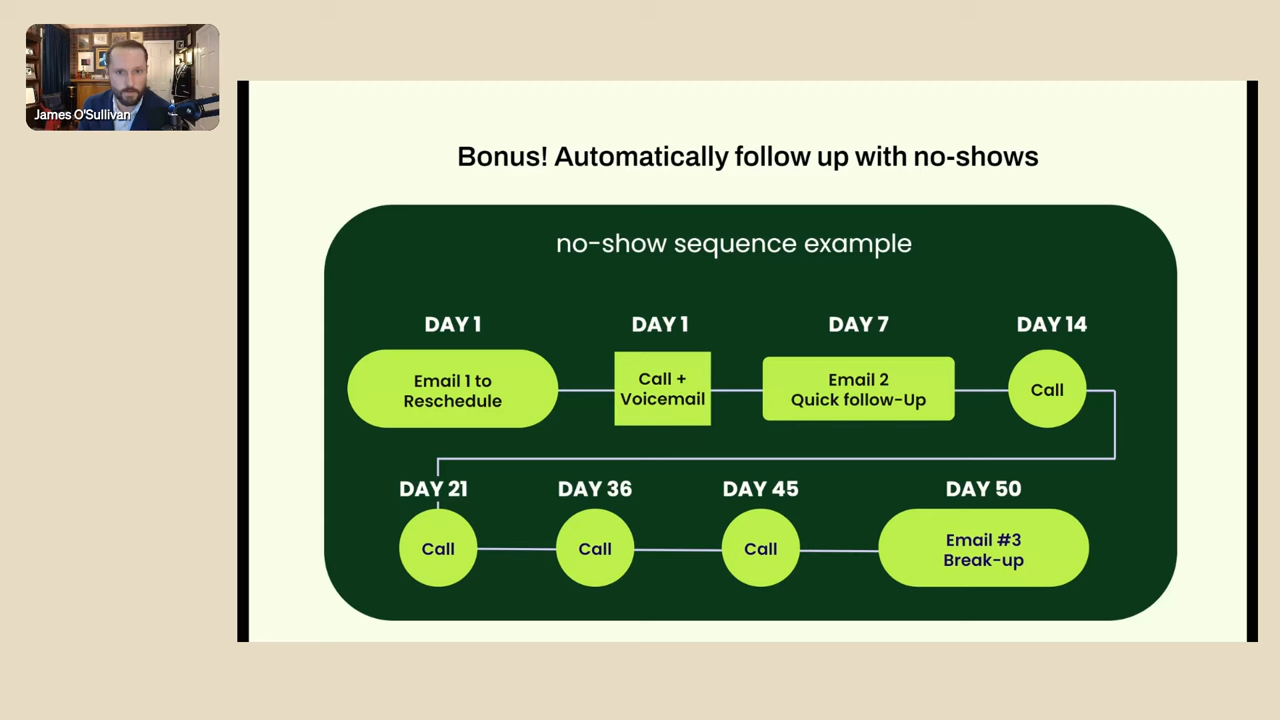 James O'Sullivan
Bonus! Automatically follow up with no-shows
no-show sequence example
DAY 1
Email 1 to
Reschedule
DAY 1
Call +
Voicemail
DAY 7
Email 2
Quick follow-Up
DAY 14
Call
DAY 21
Call
DAY 36
Call
DAY 45
Call
DAY 50
Email #3
Break-up